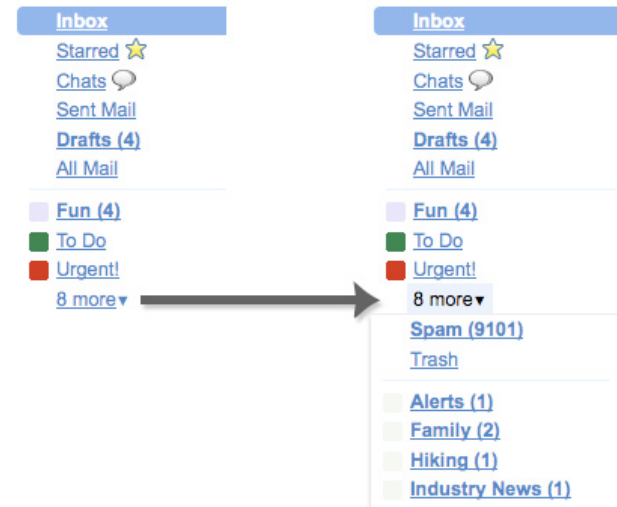 Inbox
Starred
Chats
Sent Mail
Drafts (4)
All Mail
Fun (4)
To Do
Urgent!
8 more▾
Inbox
Starred
Chats
Sent Mail
Drafts (4)
All Mail
Fun (4)
To Do
Urgent!
8 more▾
Spam (9101)
Trash
Alerts (1)
Family (2)
Hiking (1)
Industry News (1)